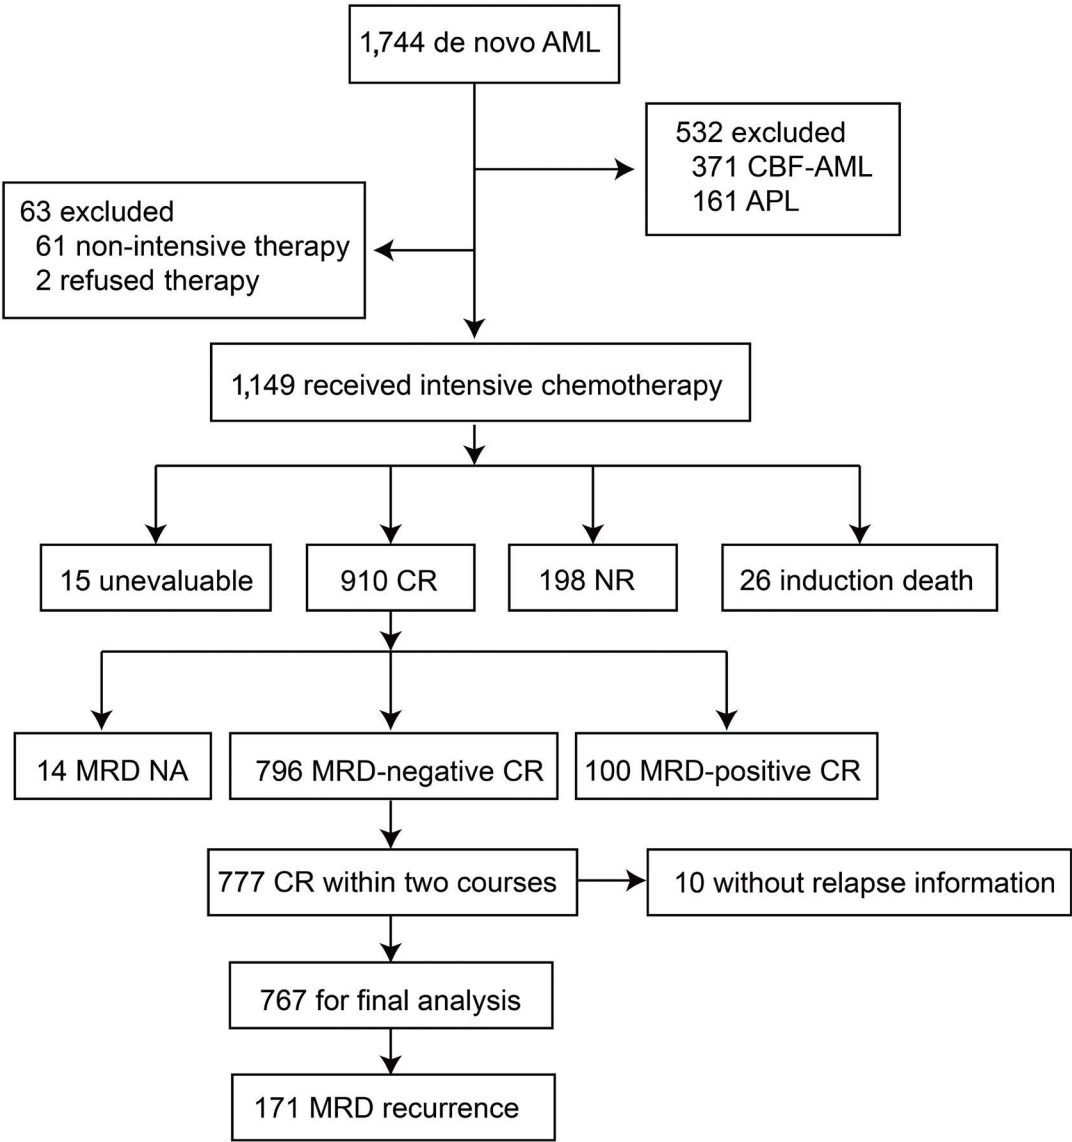 1,744 de novo AML
532 excluded
371 CBF-AML
161 APL
63 excluded
61 non-intensive therapy
2 refused therapy
1,149 received intensive chemotherapy
15 unevaluable
910 CR
198 NR
26 induction death
14 MRD NA
796 MRD-negative CR
100 MRD-positive CR
777 CR within two courses
10 without relapse information
767 for final analysis
171 MRD recurrence